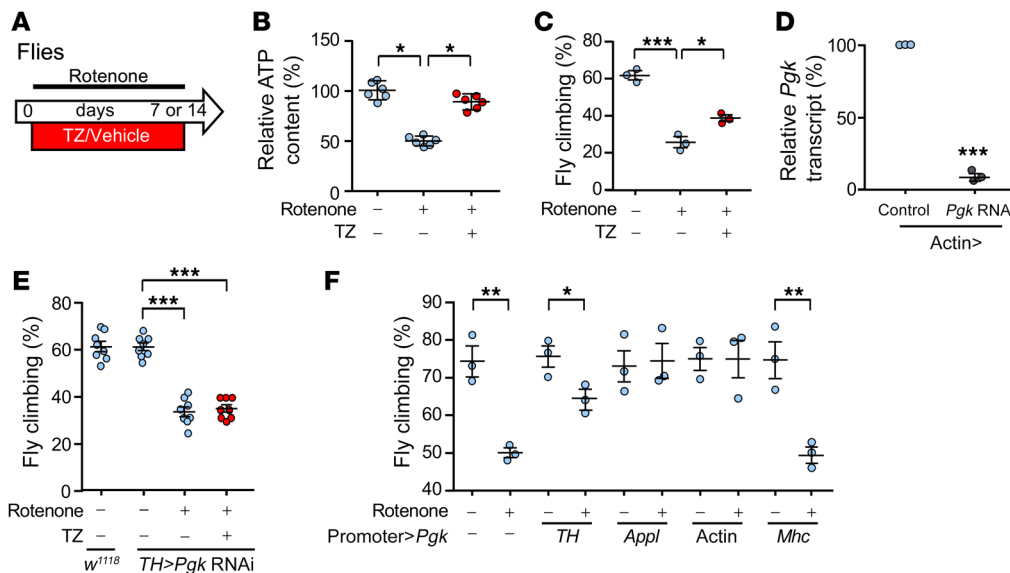 A
Flies
Rotenone
0 days 7 or 14
TZ/Vehicle
B
Relative ATP
content (%)
150
100
50
0
* *
Rotenone − + +
TZ − − +
C
Fly climbing (%)
80
60
40
20
0
*** *
Rotenone − + +
TZ − − +
D
Relative Pgk
transcript (%)
100
50
0
***
Control Pgk RNA
Actin>
E
Fly climbing (%)
80
60
40
20
0
***
***
Rotenone − − + +
TZ − − − +
w1118 TH>Pgk RNAi
F
Fly climbing (%)
90
80
70
60
50
40
** * **
Rotenone − + − + − + − + − +
Promoter>Pgk − − TH Appl Actin Mhc